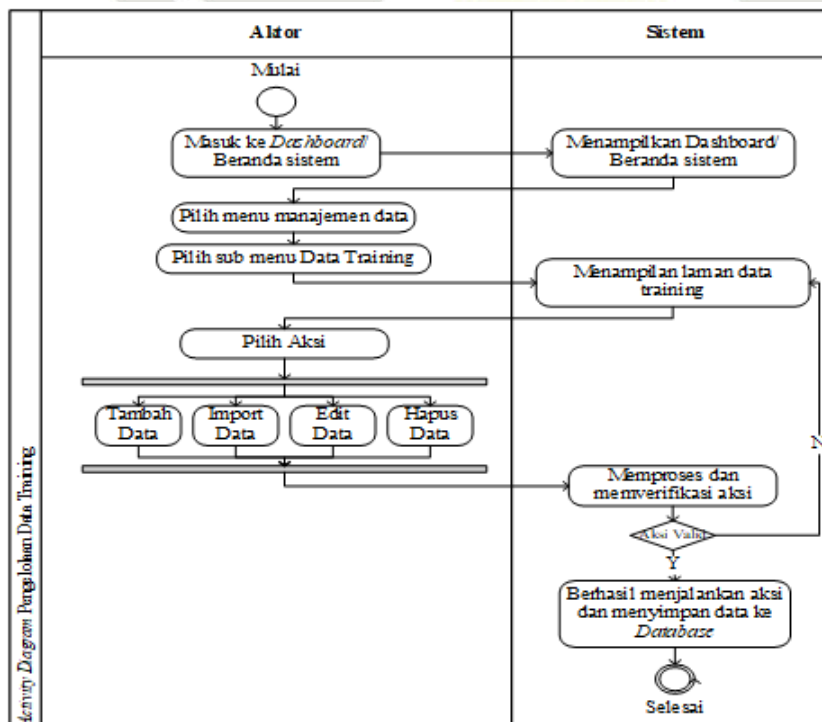 Aktor
Sistem
Mulai
Masuk ke Dashboard/
Beranda sistem
Menampilkan Dashboard/
Beranda sistem
Pilih menu manajemen data
Pilih sub menu Data Training
Menampilan laman data
training
Pilih Aksi
Tambah
Data
Import
Data
Edit
Data
Hapus
Data
N
Memproses dan
memverifikasi aksi
Aksi Valid
Y
Berhasil menjalankan aksi
dan menyimpan data ke
Database
Selesai
Activity Diagram Pengelolaan Data Training